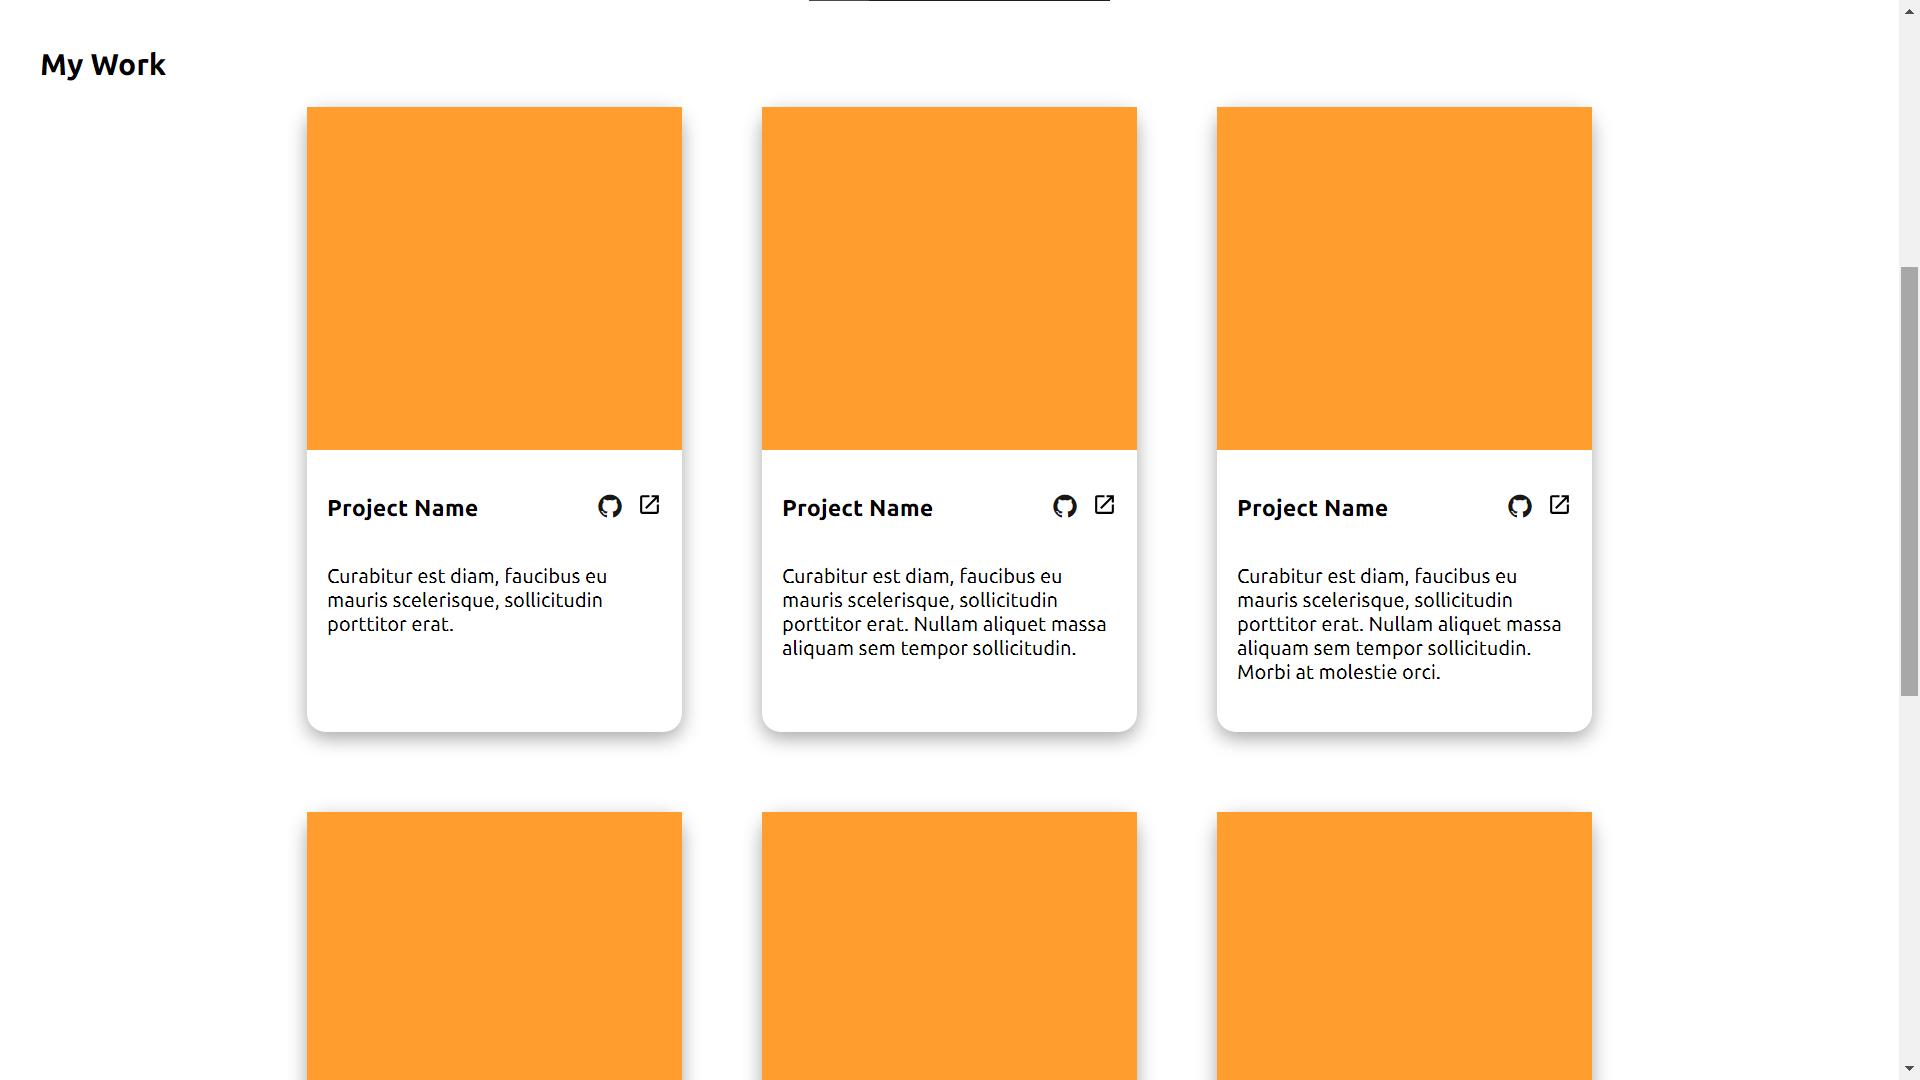 My Work
Project Name
Curabitur est diam, faucibus eu
mauris scelerisque, sollicitudin
porttitor erat.
Project Name
Curabitur est diam, faucibus eu
mauris scelerisque, sollicitudin
porttitor erat. Nullam aliquet massa
aliquam sem tempor sollicitudin.
Project Name
Curabitur est diam, faucibus eu
mauris scelerisque, sollicitudin
porttitor erat. Nullam aliquet massa
aliquam sem tempor sollicitudin.
Morbi at molestie orci.